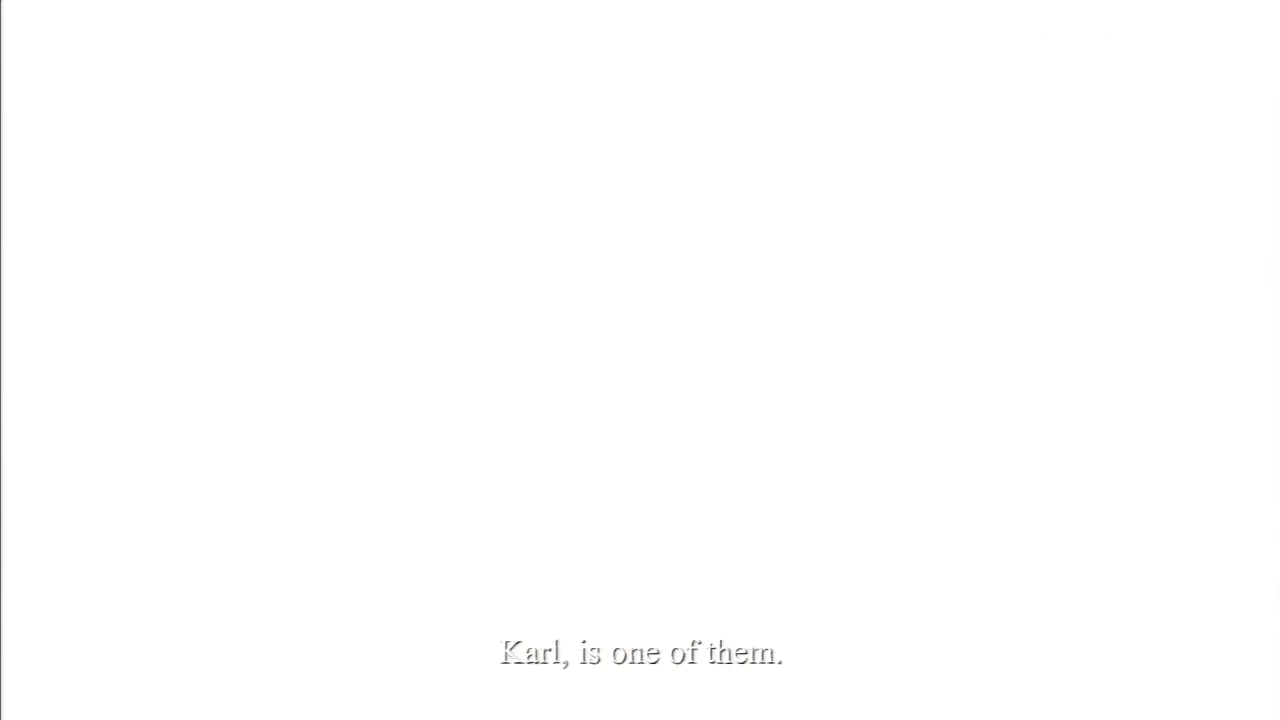 Karl, is one of them.